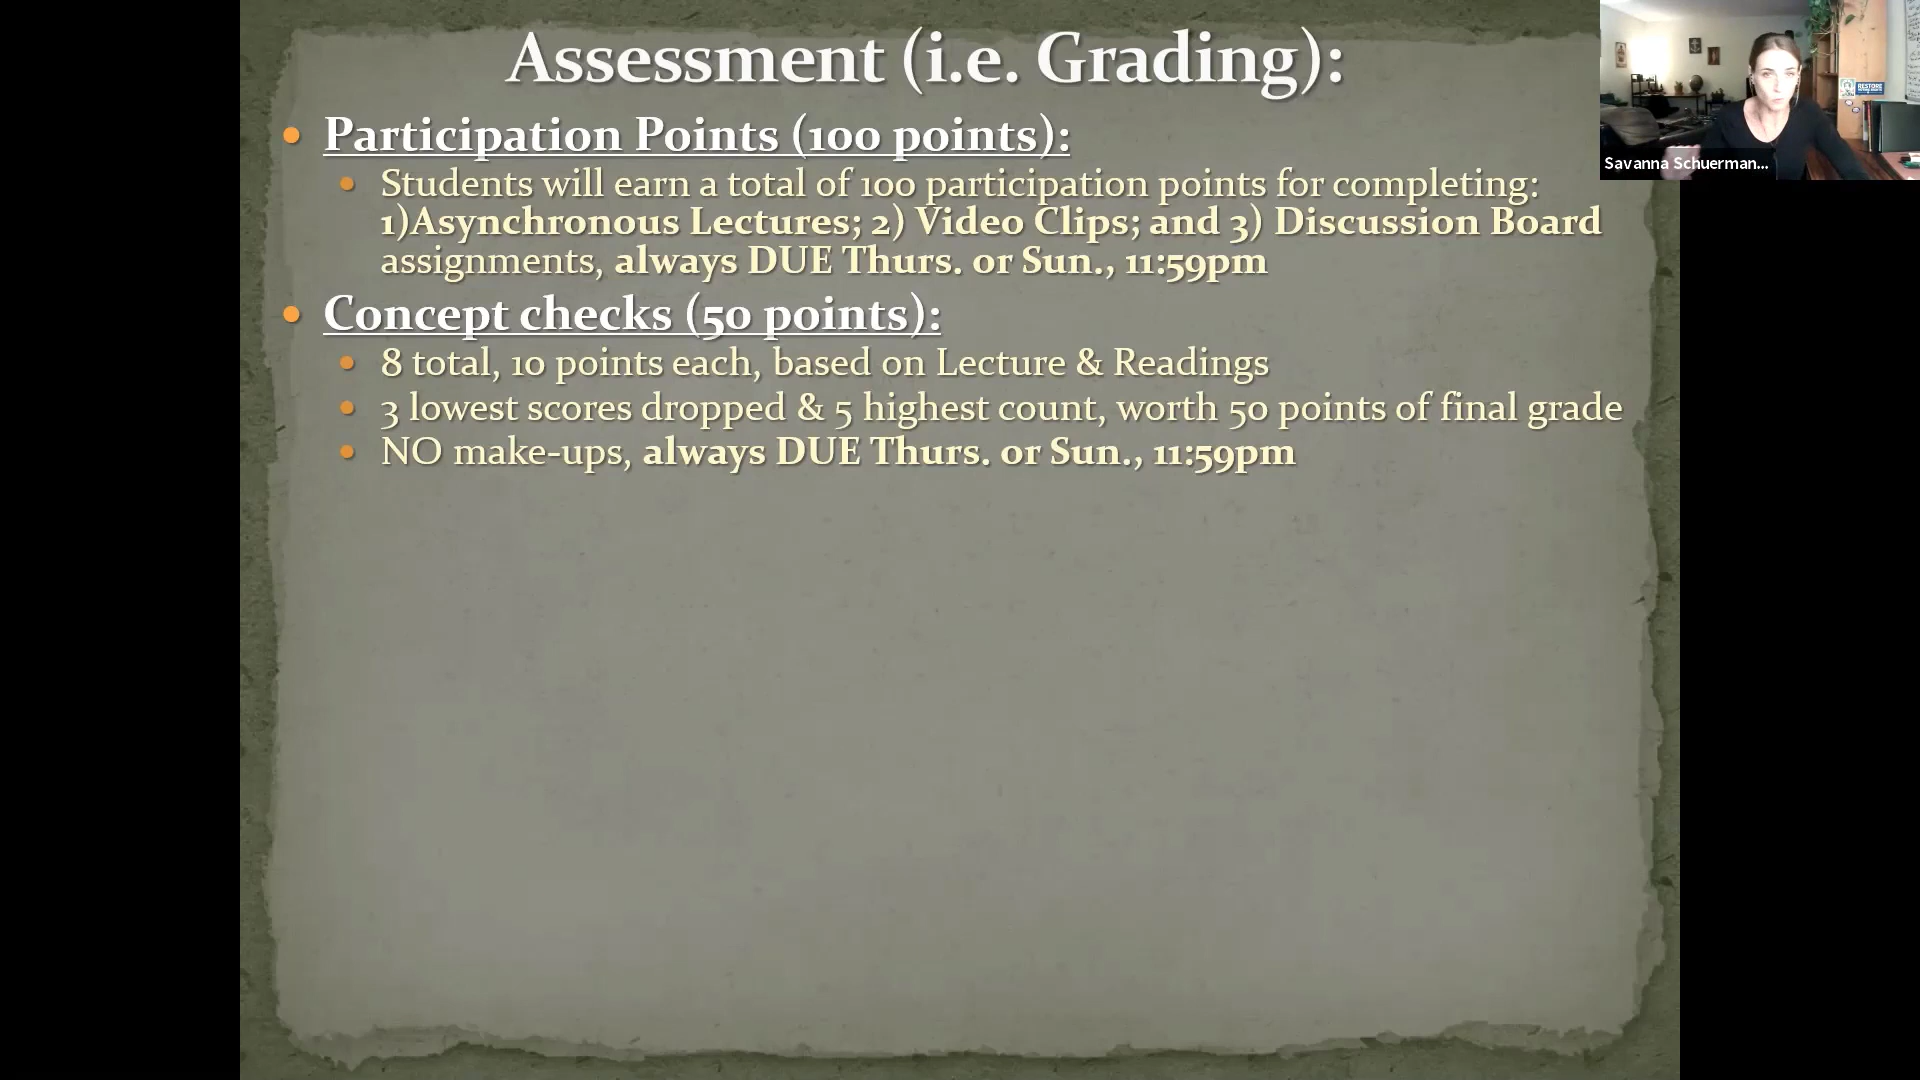 Assessment (i.e. Grading):
Participation Points (100 points):
Students will earn a total of 100 participation points for completing:
1)Asynchronous Lectures; 2) Video Clips; and 3) Discussion Board
assignments, always DUE Thurs. or Sun., 11:59pm
Concept checks (50 points):
8 total, 10 points each, based on Lecture & Readings
3 lowest scores dropped & 5 highest count, worth 50 points of final grade
NO make-ups, always DUE Thurs. or Sun., 11:59pm
Savanna Schuerman...
RESTORE